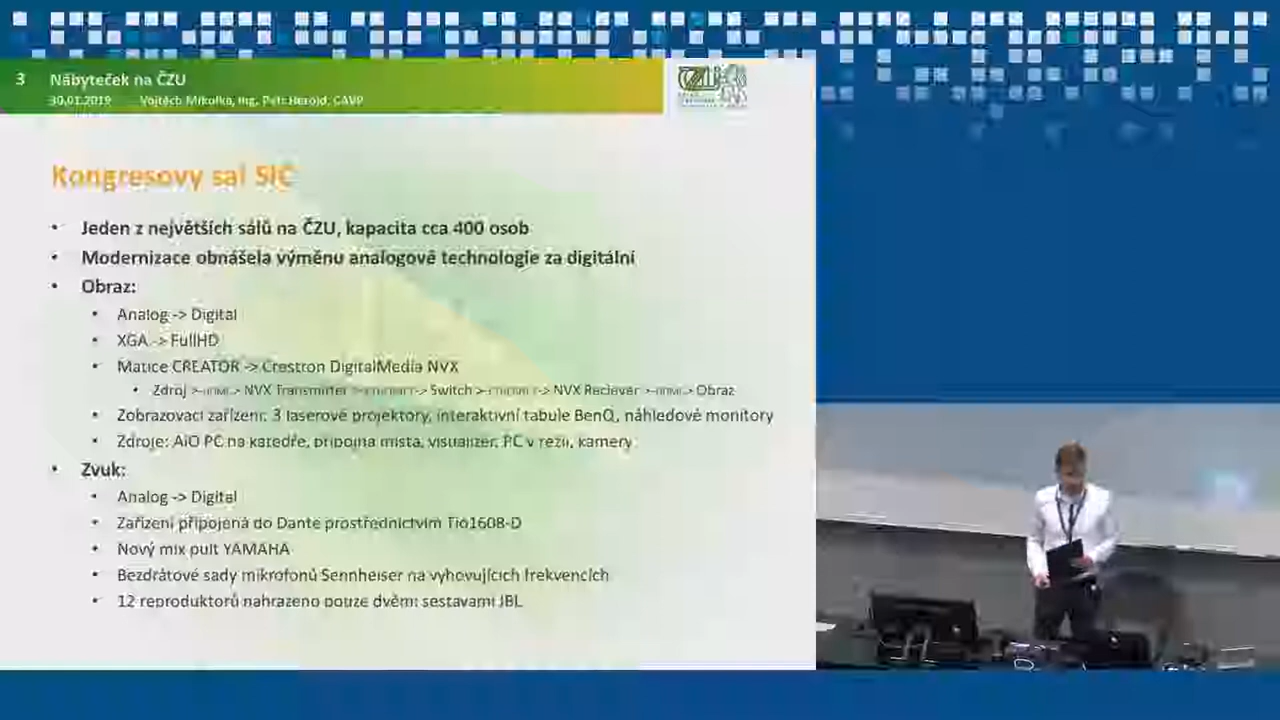 3 Nábyteček na ČZU
30.01.2019 Vojtěch Mikolka, Ing. Petr Herold, CAVP
Kongresový sál SIC
• Jeden z největších sálů na ČZU, kapacita cca 400 osob
• Modernizace obnášela výměnu analogové technologie za digitální
• Obraz:
• Analog -> Digital
• XGA -> FullHD
• Matice CREATOR -> Crestron DigitalMedia NVX
• Zdroj >-HDMI-> NVX Transmitter -> Switch >-> NVX Reciever >-HDMI-> Obraz
• Zobrazovací zařízení: 3 laserové projektory, interaktivní tabule BenQ, náhledové monitory
• Zdroje: AiO PC na katedře, přípojná místa, visualizer, PC v režii, kamery
• Zvuk:
• Analog -> Digital
• Zařízení připojená do Dante prostřednictvím Tio1608-D
• Nový mix pult YAMAHA
• Bezdrátové sady mikrofonů Sennheiser na vyhovujících frekvencích
• 12 reproduktorů nahrazeno pouze dvěmi sestavami JBL